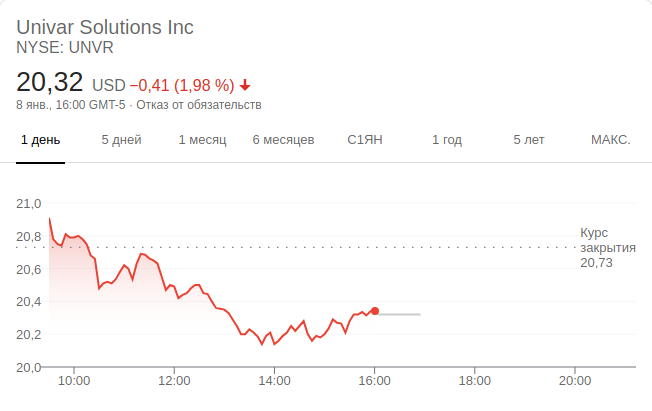 Univar Solutions Inc
NYSE: UNVR
20,32 USD −0,41 (1,98 %)
8 янв., 16:00 GMT-5 · Отказ от обязательств
1 день 5 дней 1 месяц 6 месяцев С1ЯН 1 год 5 лет МАКС.
21,0
20,8
20,6
20,4
20,2
20,0
Курс
закрытия
20,73
10:00 12:00 14:00 16:00 18:00 20:00